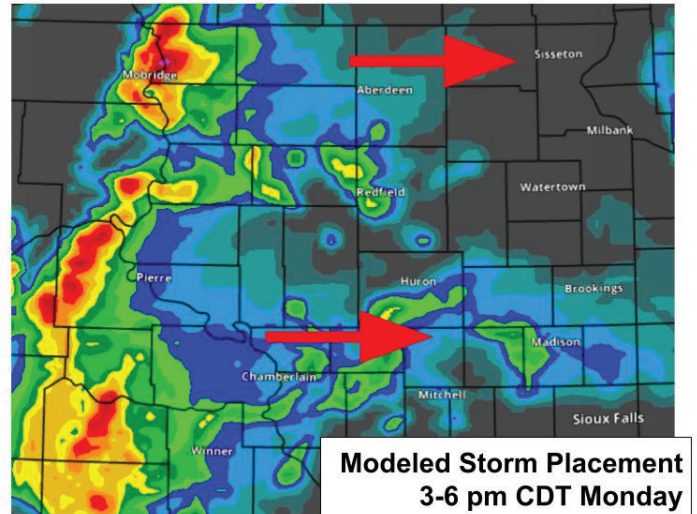 Sisseton
Mobridge
Aberdeen
Milbank
Redfield
Watertown
Pierre
Huron
Brookings
Madison
Chamberlain
Mitchell
Sioux Falls
Winner
Modeled Storm Placement
3-6 pm CDT Monday